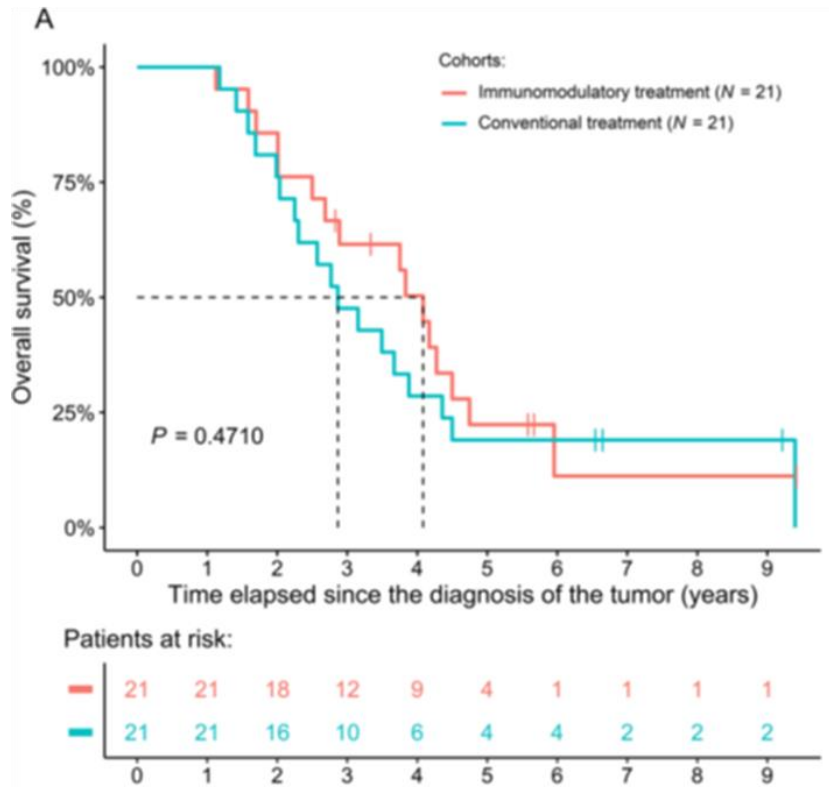 A
Cohorts:
Immunomodulatory treatment (N = 21)
Conventional treatment (N = 21)
Overall survival (%)
100%
75%
50%
25%
0%
P = 0.4710
0 1 2 3 4 5 6 7 8 9
Time elapsed since the diagnosis of the tumor (years)
Patients at risk:
21 21 18 12 9 4 1 1 1 1
21 21 16 10 6 4 4 2 2 2
0 1 2 3 4 5 6 7 8 9